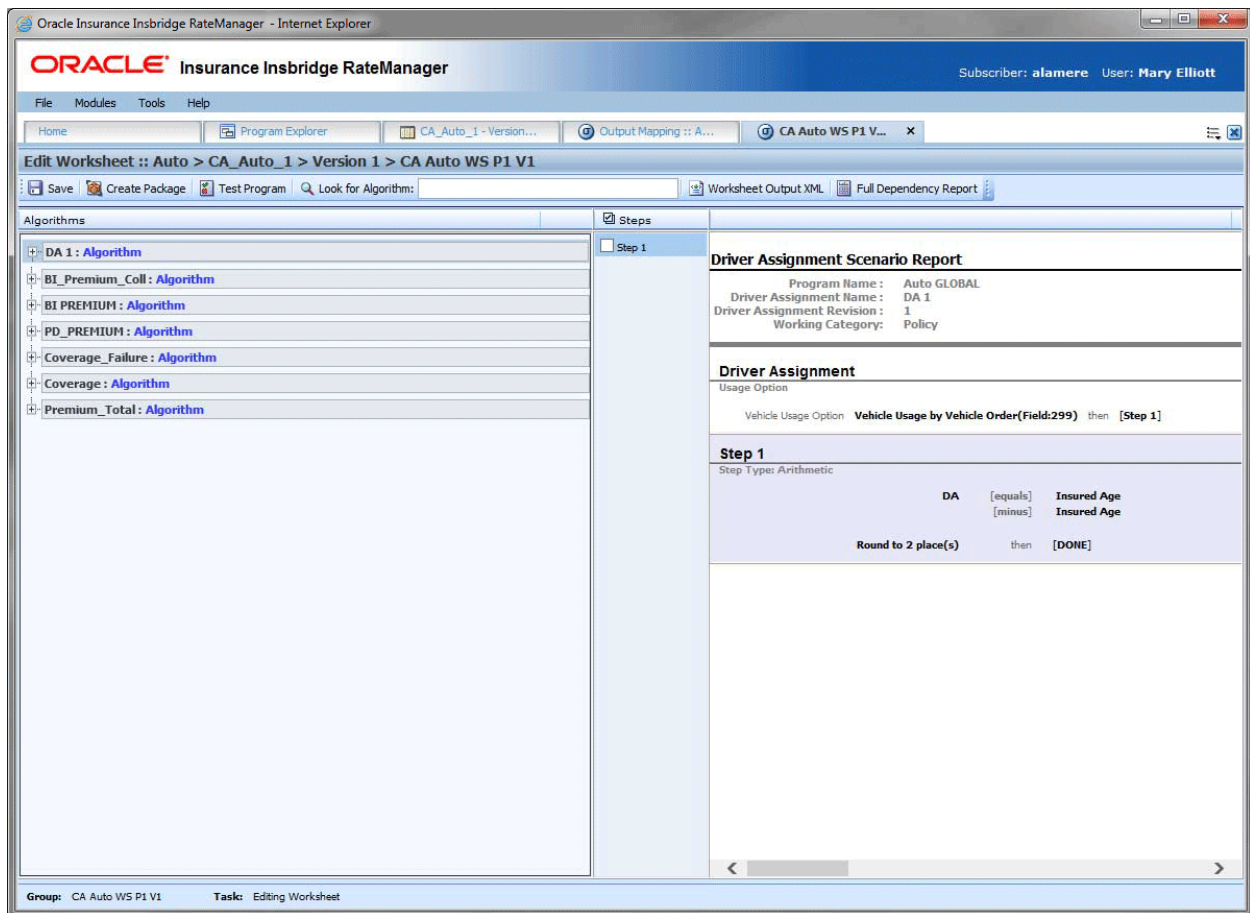 Oracle Insurance Insbridge RateManager - Internet Explorer
ORACLE® Insurance Insbridge RateManager
Subscriber: alamere User: Mary Elliott
File Modules Tools Help
Home Program Explorer CA_Auto_1 - Version... Output Mapping :: A... CA Auto WS P1 V...
Edit Worksheet :: Auto > CA_Auto_1 > Version 1 > CA Auto WS P1 V1
Save Create Package Test Program Look for Algorithm: Worksheet Output XML Full Dependency Report
Algorithms
DA 1 : Algorithm
BI_Premium_Coll : Algorithm
BI PREMIUM : Algorithm
PD_PREMIUM : Algorithm
Coverage_Failure : Algorithm
Coverage : Algorithm
Premium_Total : Algorithm
Steps
Step 1
Driver Assignment Scenario Report
Program Name : Auto GLOBAL
Driver Assignment Name : DA 1
Driver Assignment Revision : 1
Working Category: Policy
Driver Assignment
Usage Option
Vehicle Usage Option Vehicle Usage by Vehicle Order(Field:299) then [Step 1]
Step 1
Step Type: Arithmetic
DA [equals] Insured Age
[minus] Insured Age
Round to 2 place(s) then [DONE]
Group: CA Auto WS P1 V1 Task: Editing Worksheet